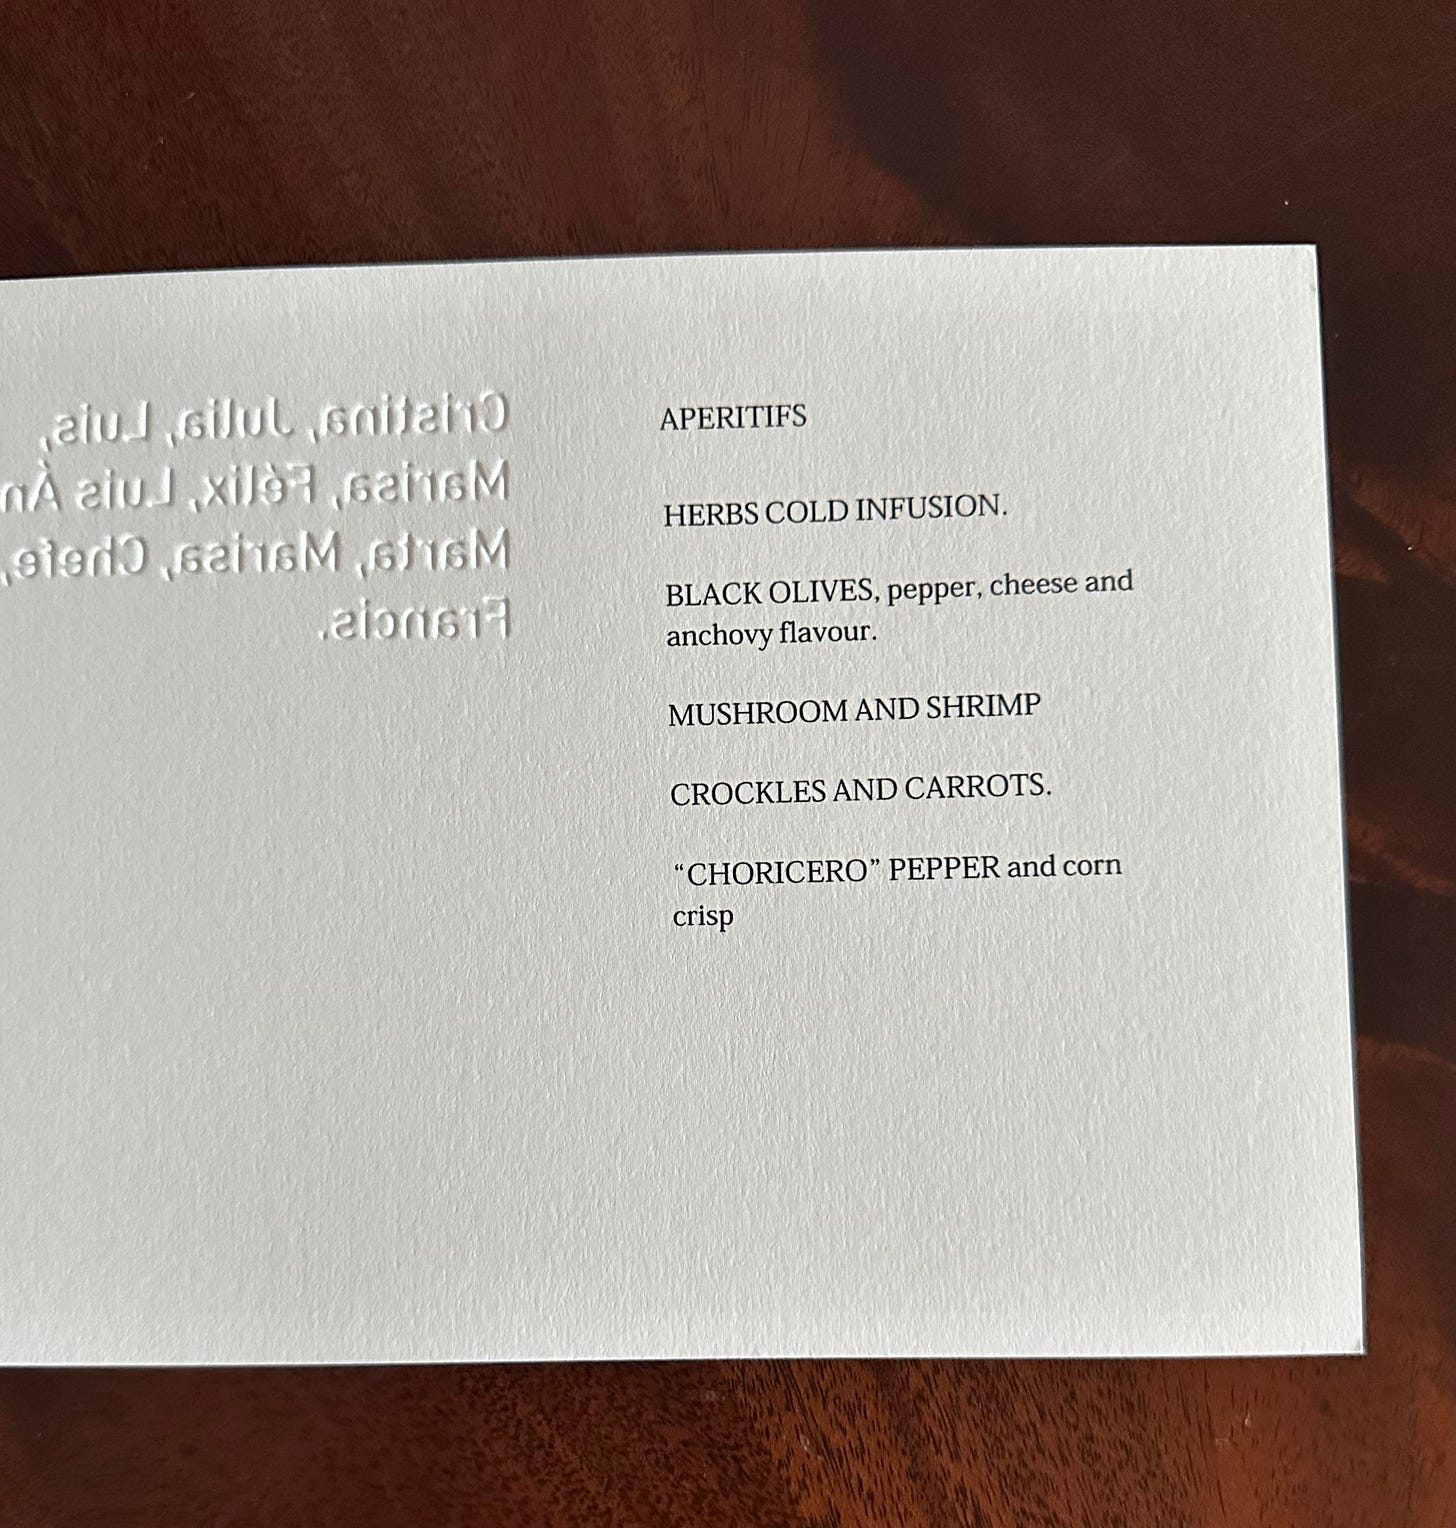 Cristina, Julia, Luis,
Marisa, Félix, Luis
Marta, Marisa, Chefe,
Francis.
APERITIFS
HERBS COLD INFUSION.
BLACK OLIVES, pepper, cheese and
anchovy flavour.
MUSHROOM AND SHRIMP
CROCKLES AND CARROTS.
“CHORICERO” PEPPER and corn
crisp